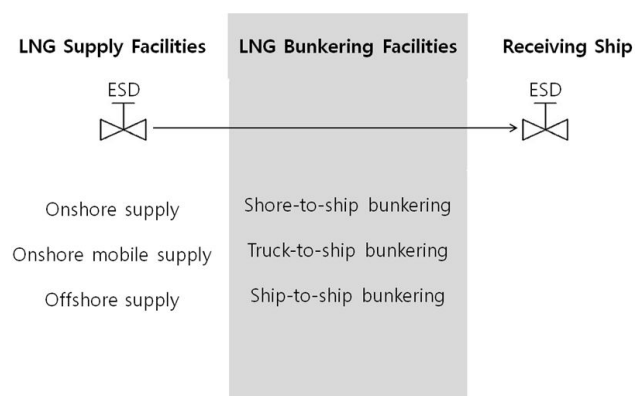 LNG Supply Facilities
LNG Bunkering Facilities
Receiving Ship
ESD
ESD
Onshore supply
Shore-to-ship bunkering
Onshore mobile supply
Truck-to-ship bunkering
Offshore supply
Ship-to-ship bunkering